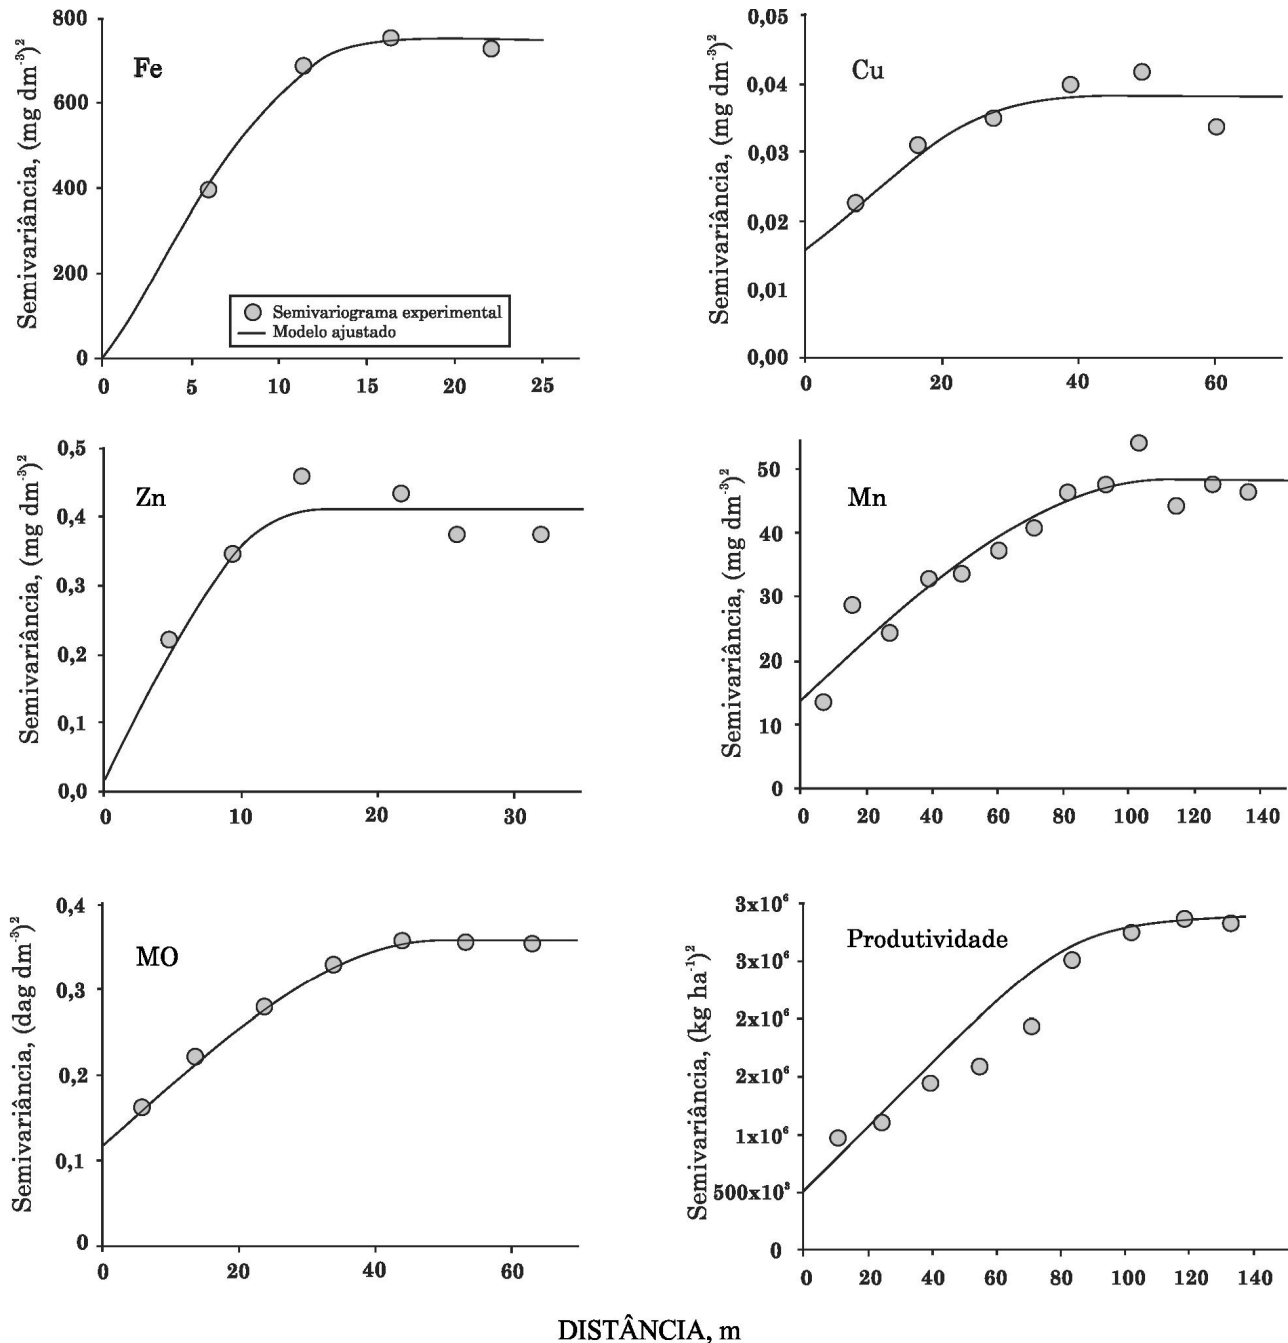 Semivariância, (mg dm⁻³)²
800
600
400
200
0
Fe
Semivariograma experimental
Modelo ajustado
0 5 10 15 20 25
Semivariância, (mg dm⁻³)²
0,05
0,04
0,03
0,02
0,01
0,00
Cu
0 20 40 60
Semivariância, (mg dm⁻³)²
0,5
0,4
0,3
0,2
0,1
0,0
Zn
0 10 20 30
Semivariância, (mg dm⁻³)²
50
40
30
20
10
0
Mn
0 20 40 60 80 100 120 140
Semivariância, (dag dm⁻³)²
0,4
0,3
0,2
0,1
0
MO
0 20 40 60
Semivariância, (kg ha⁻¹)²
3x10⁶
3x10⁶
2x10⁶
2x10⁶
1x10⁶
500x10³
0
Produtividade
0 20 40 60 80 100 120 140
DISTÂNCIA, m